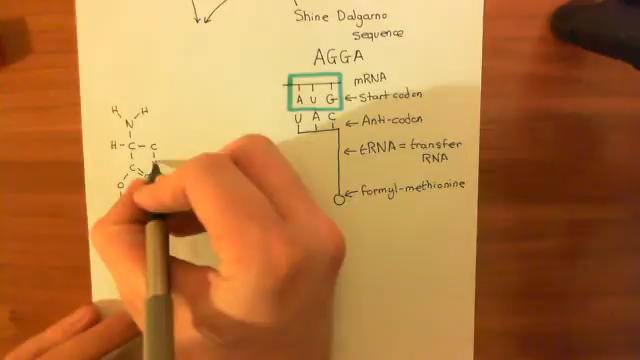 Shine Dalgarno
sequence
AGGA
mRNA
A U G ← Start codon
U A C ← Anti-codon
← tRNA = transfer
RNA
← formyl-methionine
H H
N
H-C-C
C
O